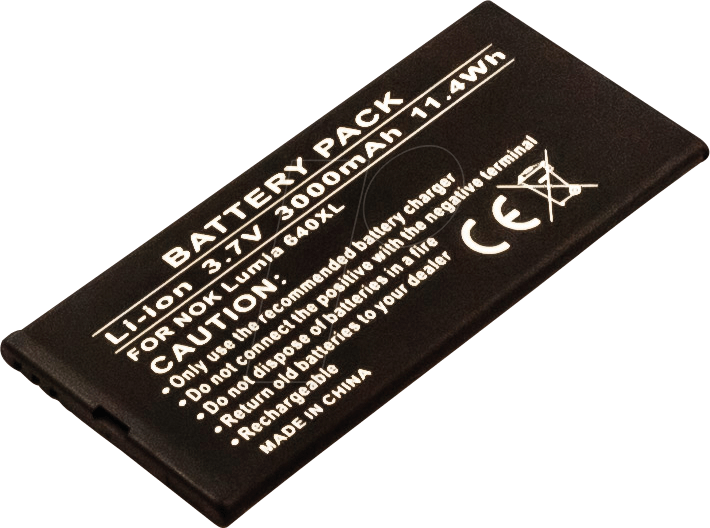 BATTERY PACK
Li-ion 3.7V 3000mAh 11.4Wh
FOR NOK Lumia 640XL
CAUTION:
• Only use the recommended battery charger
• Do not connect the positive with the negative terminal
• Do not dispose of batteries in a fire
• Return old batteries to your dealer
• Rechargeable
MADE IN CHINA
CE